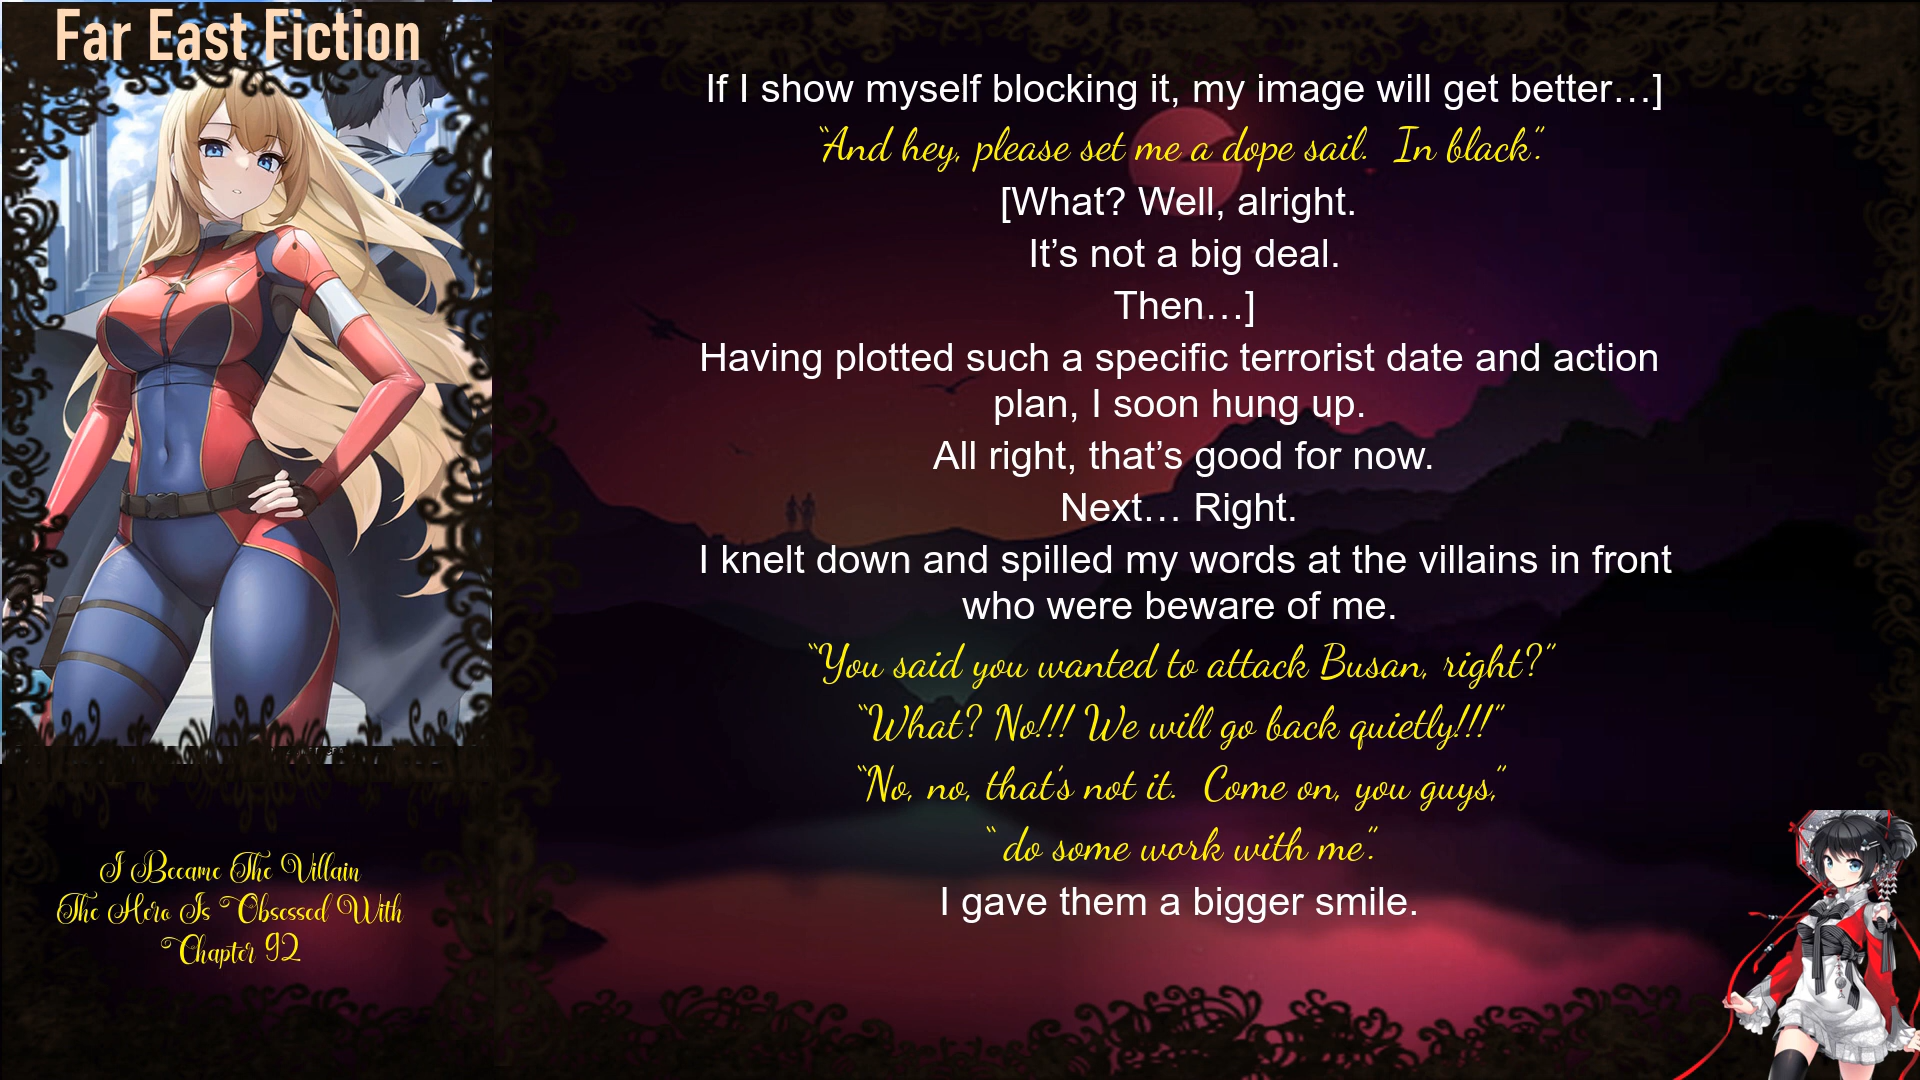 Far East Fiction
If I show myself blocking it, my image will get better…]
“And hey, please set me a dope sail. In black”.
[What? Well, alright.
It’s not a big deal.
Then…]
Having plotted such a specific terrorist date and action
plan, I soon hung up.
All right, that’s good for now.
Next… Right.
I knelt down and spilled my words at the villains in front
who were beware of me.
“You said you wanted to attack Busan, right?”
“What? No!!! We will go back quietly!!!”
“No, no, that’s not it. Come on, you guys,”
“ do some work with me”.
I gave them a bigger smile.
I Became The Villain
The Hero Is Obsessed With
Chapter 92